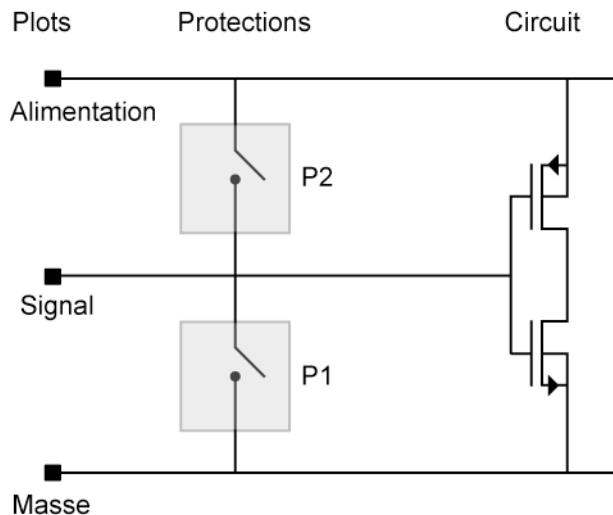 Plots Protections Circuit
Alimentation
P2
Signal
P1
Masse